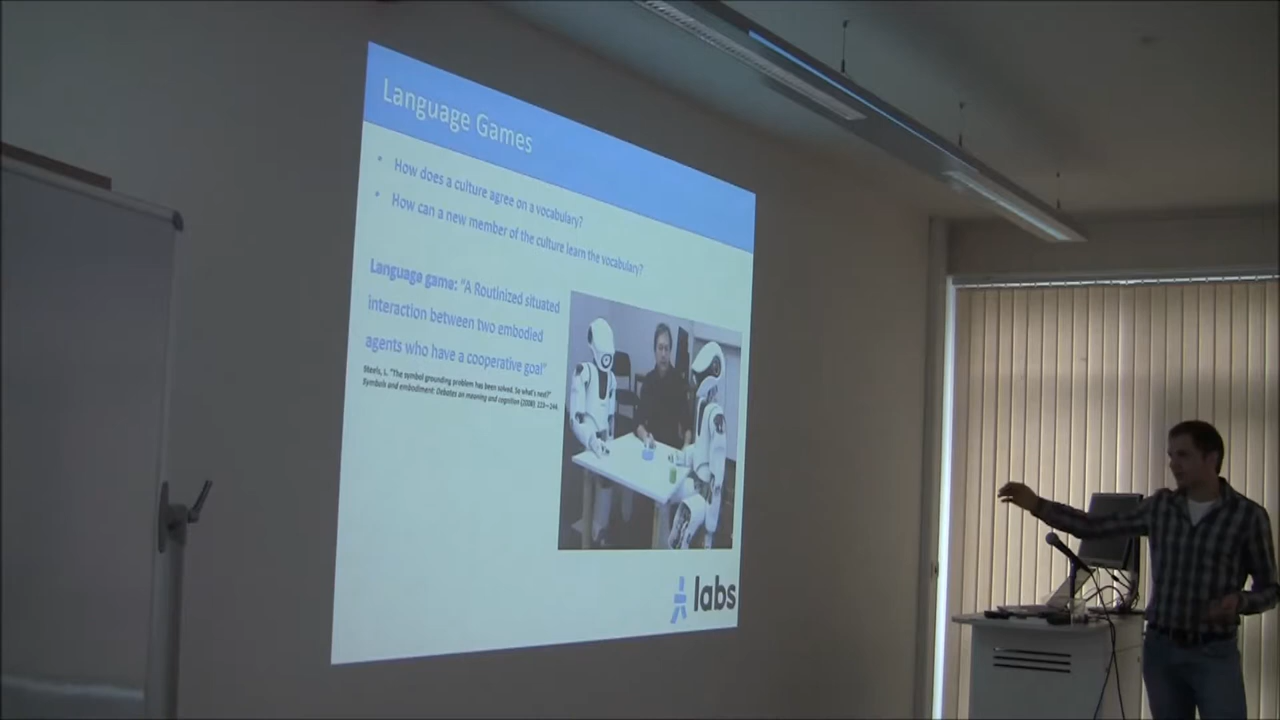 Language Games
• How does a culture agree on a vocabulary?
• How can a new member of the culture learn the vocabulary?
Language game: "A Routinized situated
interaction between two embodied
agents who have a cooperative goal"
Steels, L. "The symbol grounding problem has been solved. So what's next?"
Symbols and embodiment: Debates on meaning and cognition (2008): 223–244.
labs